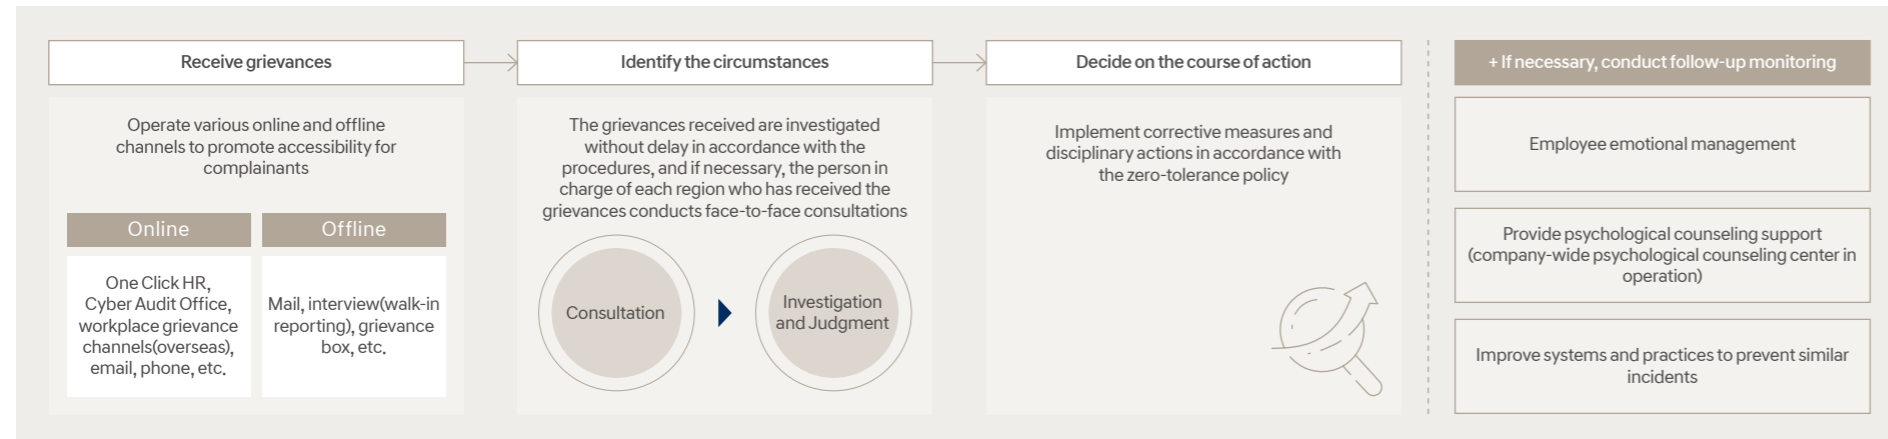 Receive grievances
Operate various online and offline
channels to promote accessibility for
complainants
Online
One Click HR,
Cyber Audit Office,
workplace grievance
channels(overseas),
email, phone, etc.
Offline
Mail, interview(walk-in
reporting), grievance
box, etc.
Identify the circumstances
The grievances received are investigated
without delay in accordance with the
procedures, and if necessary, the person in
charge of each region who has received the
grievances conducts face-to-face consultations
Consultation
Investigation
and Judgment
Decide on the course of action
Implement corrective measures and
disciplinary actions in accordance with
the zero-tolerance policy
+ If necessary, conduct follow-up monitoring
Employee emotional management
Provide psychological counseling support
(company-wide psychological counseling center in
operation)
Improve systems and practices to prevent similar
incidents